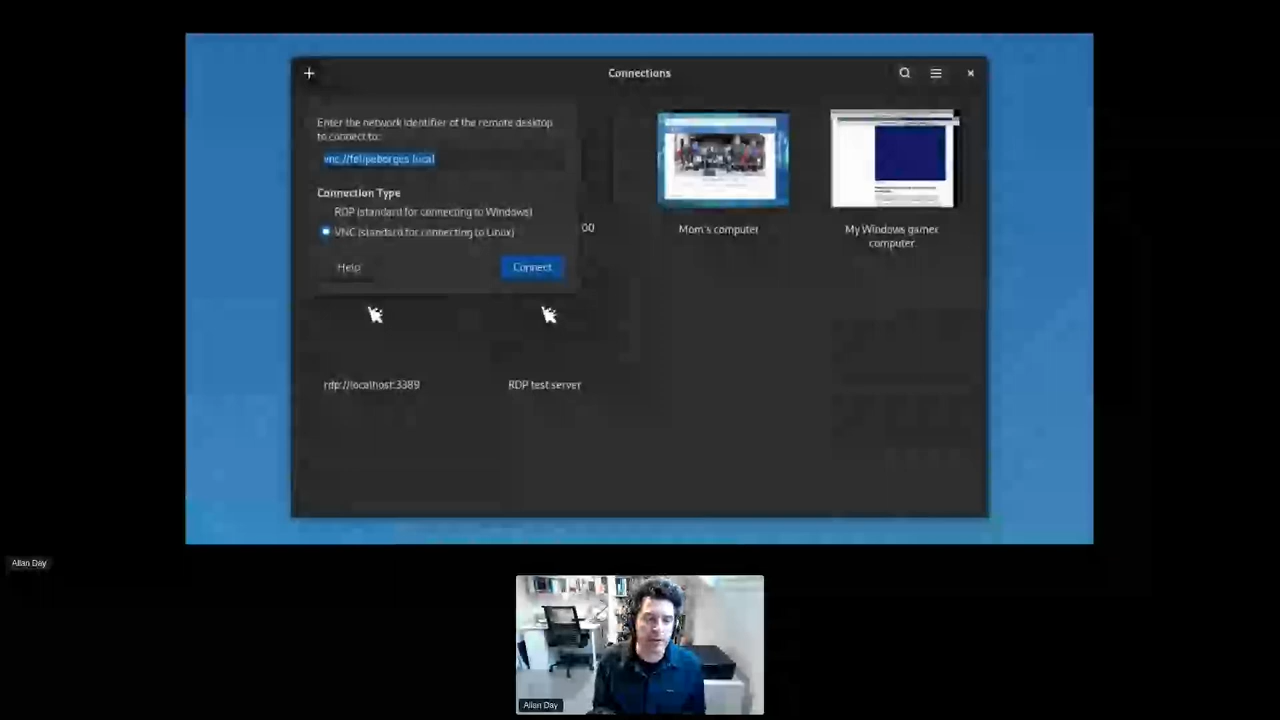 Connections
Enter the network identifier of the remote desktop
to connect to:
vnc://felipeborges.local
Connection Type
RDP (standard for connecting to Windows)
VNC (standard for connecting to Linux)
Help
Connect
00
Mom's computer
My Windows gamer
computer
rdp://localhost:3389
RDP test server
Allan Day
Allan Day